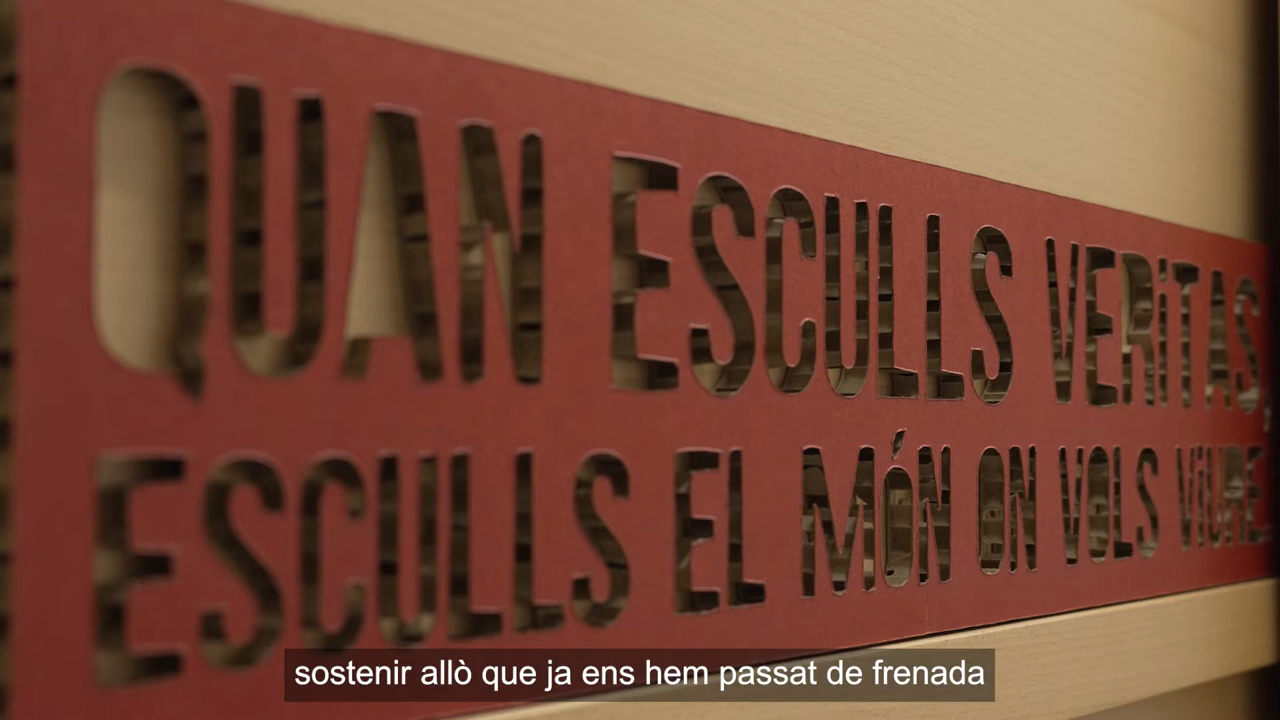 QUAN ESCULLS VERiTAS,
ESCULLS EL MÓN ON VOLS ViURE.
sostenir allò que ja ens hem passat de frenada